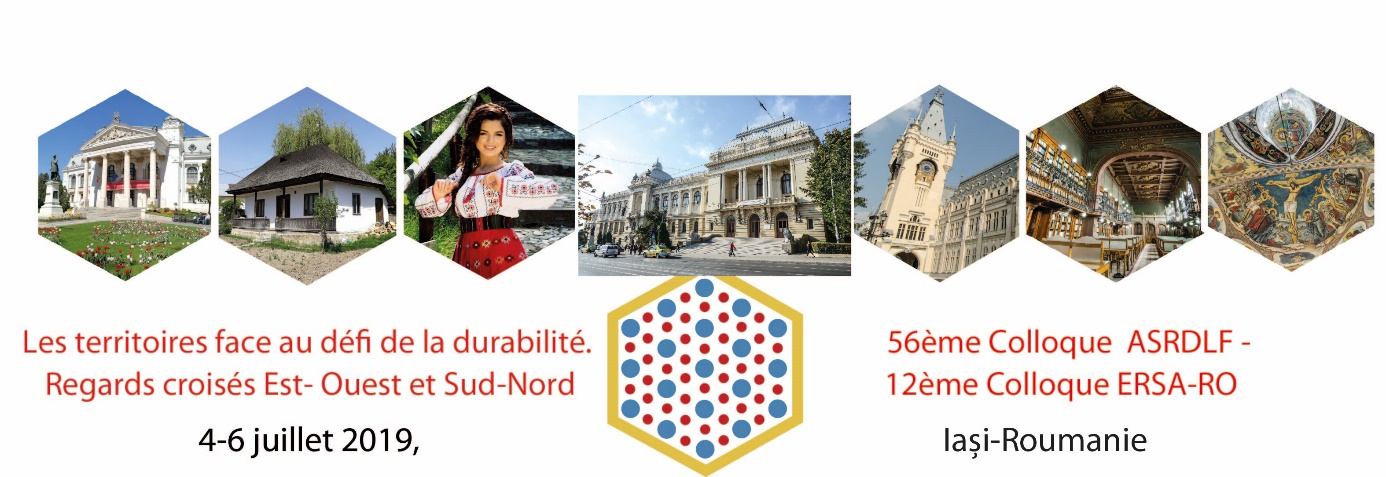 Les territoires face au défi de la durabilité.
Regards croisés Est- Ouest et Sud-Nord
4-6 juillet 2019,
56ème Colloque ASRDLF -
12ème Colloque ERSA-RO
Iași-Roumanie